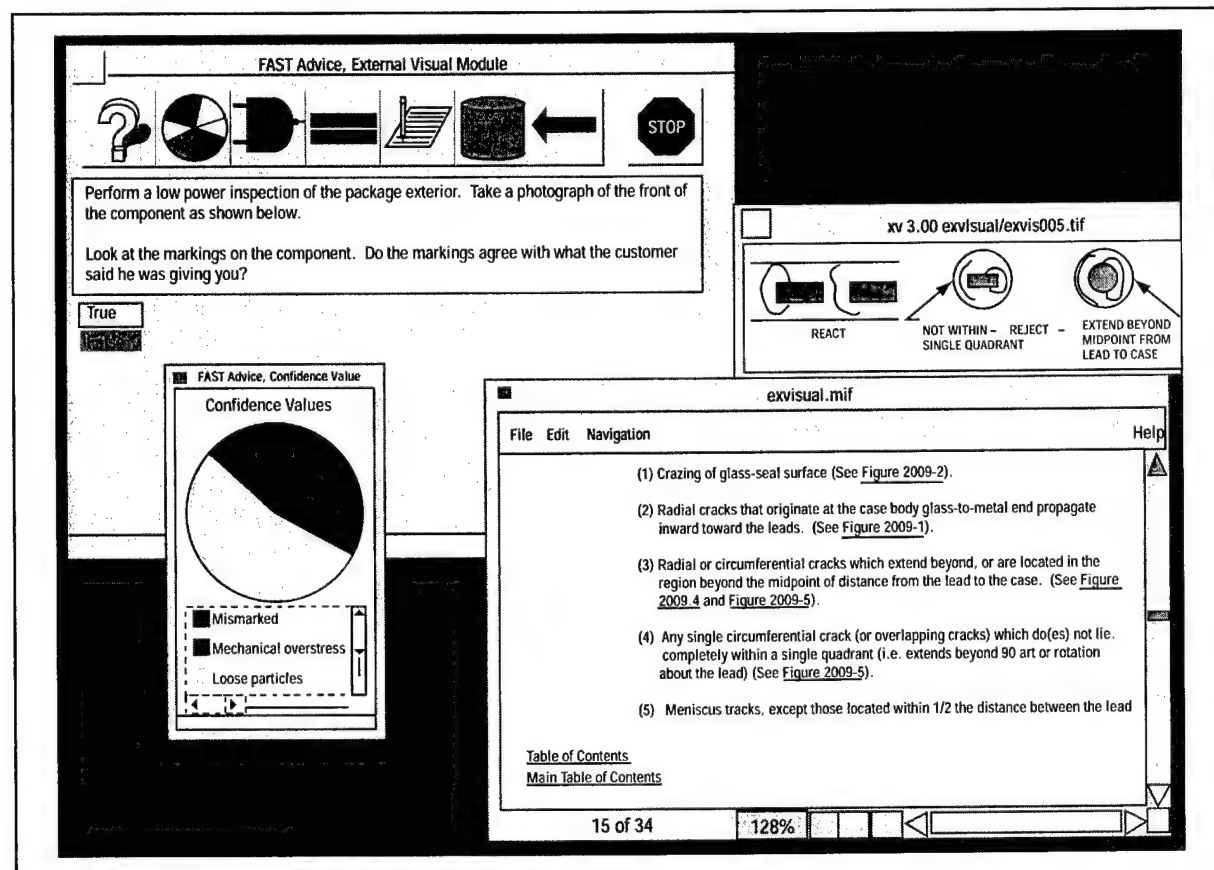 FAST Advice, External Visual Module
STOP
Perform a low power inspection of the package exterior. Take a photograph of the front of
the component as shown below.
Look at the markings on the component. Do the markings agree with what the customer
said he was giving you?
True
xv 3.00 exvisual/exvis005.tif
REACT
NOT WITHIN – REJECT –
SINGLE QUADRANT
EXTEND BEYOND
MIDPOINT FROM
LEAD TO CASE
FAST Advice, Confidence Value
Confidence Values
Mismarked
Mechanical overstress
Loose particles
exvisual.mif
File Edit Navigation Help
(1) Crazing of glass-seal surface (See Figure 2009-2).
(2) Radial cracks that originate at the case body glass-to-metal end propagate
inward toward the leads. (See Figure 2009-1).
(3) Radial or circumferential cracks which extend beyond, or are located in the
region beyond the midpoint of distance from the lead to the case. (See Figure
2009.4 and Figure 2009-5).
(4) Any single circumferential crack (or overlapping cracks) which do(es) not lie.
completely within a single quadrant (i.e. extends beyond 90 art or rotation
about the lead) (See Figure 2009-5).
(5) Meniscus tracks, except those located within 1/2 the distance between the lead
Table of Contents
Main Table of Contents
15 of 34
128%